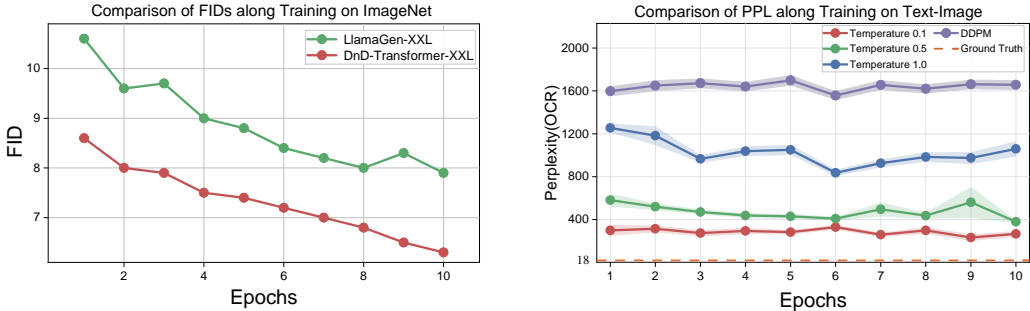 Comparison of FIDs along Training on ImageNet
LlamaGen-XXL
DnD-Transformer-XXL
FID
10
9
8
7
2
4
6
8
10
Epochs
Comparison of PPL along Training on Text-Image
Temperature 0.1
Temperature 0.5
Temperature 1.0
DDPM
Ground Truth
Perplexity(OCR)
2000
1600
1200
800
400
18
1
2
3
4
5
6
7
8
9
10
Epochs